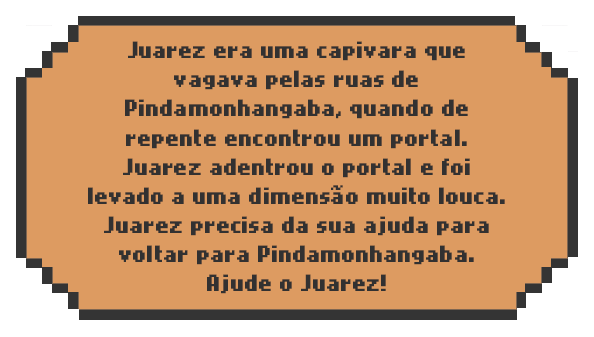 Juarez era uma capivara que
vagava pelas ruas de
Pindamonhangaba, quando de
repente encontrou um portal.
Juarez adentrou o portal e foi
levado a uma dimensão muito louca.
Juarez precisa da sua ajuda para
voltar para Pindamonhangaba.
Ajude o Juarez!